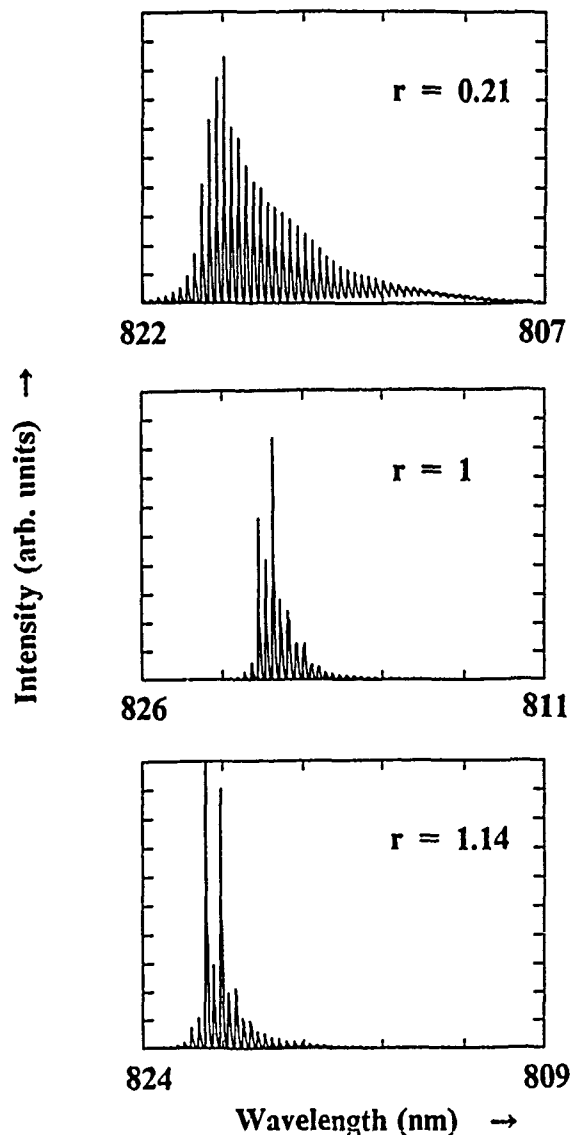 r = 0.21
822 807
r = 1
826 811
r = 1.14
824 809
Intensity (arb. units) →
Wavelength (nm) →